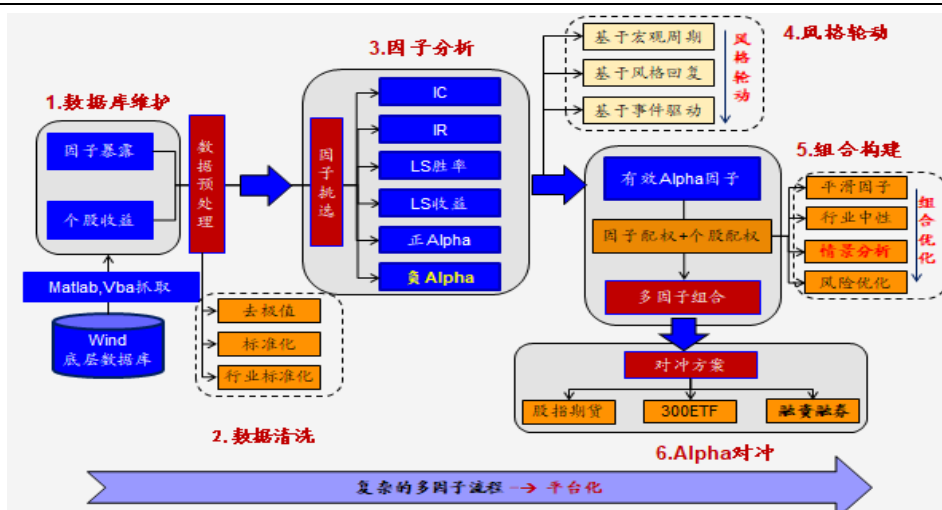 1.数据库维护
因子暴露
个股收益
Matlab,Vba抓取
Wind
底层数据库
数据预处理
去极值
标准化
行业标准化
2.数据清洗
3.因子分析
因子挑选
IC
IR
LS胜率
LS收益
正Alpha
负Alpha
4.风格轮动
基于宏观周期
基于风格回复
基于事件驱动
风格轮动
有效Alpha因子
因子配权+个股配权
多因子组合
5.组合构建
平滑因子
行业中性
情景分析
风险优化
组合优化
对冲方案
股指期货
300ETF
融资融券
6.Alpha对冲
复杂的多因子流程--→平台化